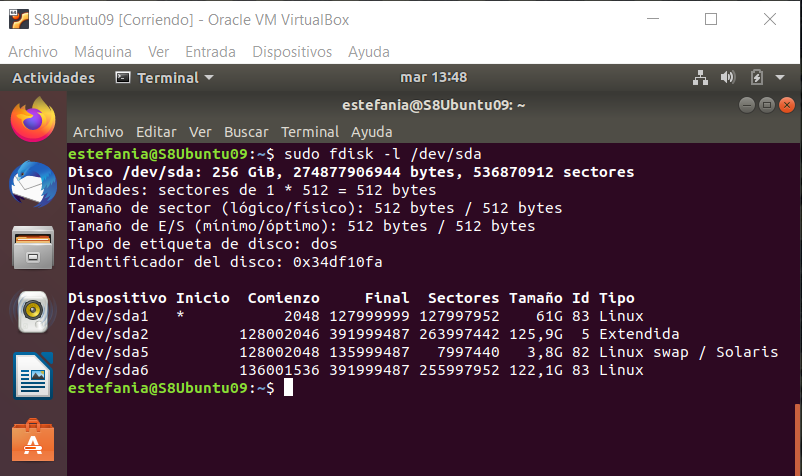 S8Ubuntu09 [Corriendo] - Oracle VM VirtualBox
Archivo Máquina Ver Entrada Dispositivos Ayuda
Actividades Terminal mar 13:48
estefania@S8Ubuntu09: ~
Archivo Editar Ver Buscar Terminal Ayuda
estefania@S8Ubuntu09:~$ sudo fdisk -l /dev/sda
Disco /dev/sda: 256 GiB, 274877906944 bytes, 536870912 sectores
Unidades: sectores de 1 * 512 = 512 bytes
Tamaño de sector (lógico/físico): 512 bytes / 512 bytes
Tamaño de E/S (mínimo/óptimo): 512 bytes / 512 bytes
Tipo de etiqueta de disco: dos
Identificador del disco: 0x34df10fa
Dispositivo Inicio  Comienzo     Final  Sectores Tamaño Id Tipo
/dev/sda1   *           2048 127999999 127997952    61G 83 Linux
/dev/sda2          128002046 391999487 263997442 125,9G  5 Extendida
/dev/sda5          128002048 135999487   7997440   3,8G 82 Linux swap / Solaris
/dev/sda6          136001536 391999487 255997952 122,1G 83 Linux
estefania@S8Ubuntu09:~$